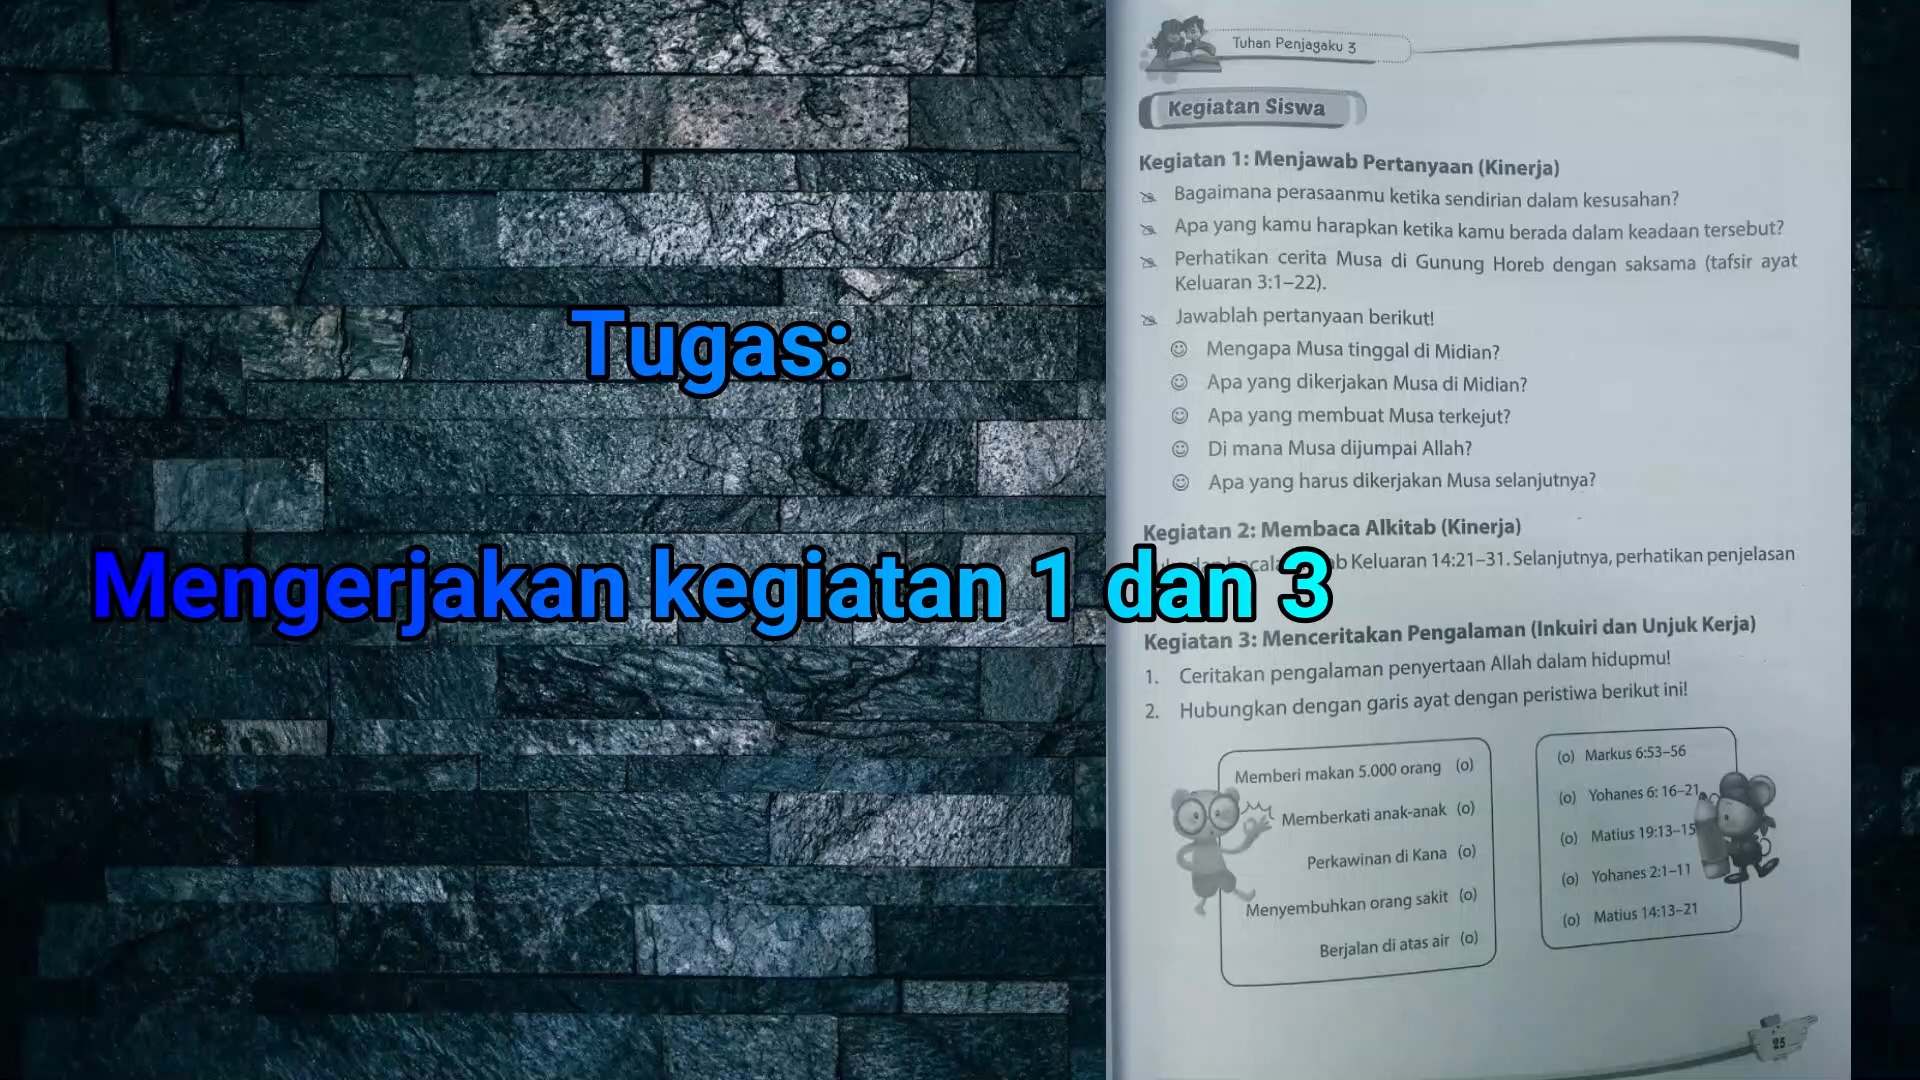 Tugas:
Mengerjakan kegiatan 1 dan 3
Tuhan Penjagaku 3
Kegiatan Siswa
Kegiatan 1: Menjawab Pertanyaan (Kinerja)
Bagaimana perasaanmu ketika sendirian dalam kesusahan?
Apa yang kamu harapkan ketika kamu berada dalam keadaan tersebut?
Perhatikan cerita Musa di Gunung Horeb dengan saksama (tafsir ayat
Keluaran 3:1–22).
Jawablah pertanyaan berikut!
Mengapa Musa tinggal di Midian?
Apa yang dikerjakan Musa di Midian?
Apa yang membuat Musa terkejut?
Di mana Musa dijumpai Allah?
Apa yang harus dikerjakan Musa selanjutnya?
Kegiatan 2: Membaca Alkitab (Kinerja)
Keluaran 14:21–31. Selanjutnya, perhatikan penjelasan
Kegiatan 3: Menceritakan Pengalaman (Inkuiri dan Unjuk Kerja)
1. Ceritakan pengalaman penyertaan Allah dalam hidupmu!
2. Hubungkan dengan garis ayat dengan peristiwa berikut ini!
Memberi makan 5.000 orang (o)
Memberkati anak-anak (o)
Perkawinan di Kana (o)
Menyembuhkan orang sakit (o)
Berjalan di atas air (o)
(o) Markus 6:53–56
(o) Yohanes 6: 16–21
(o) Matius 19:13–15
(o) Yohanes 2:1–11
(o) Matius 14:13–21
25